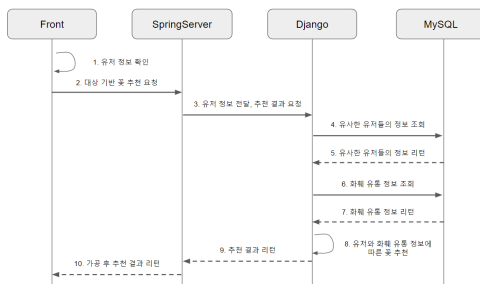 Front
SpringServer
Django
MySQL
1. 유저 정보 확인
2. 대상 기반 꽃 추천 요청
3. 유저 정보 전달, 추천 결과 요청
4. 유사한 유저들의 정보 조회
5. 유사한 유저들의 정보 리턴
6. 화훼 유통 정보 조회
7. 화훼 유통 정보 리턴
8. 유저와 화훼 유통 정보에
따른 꽃 추천
9. 추천 결과 리턴
10. 가공 후 추천 결과 리턴